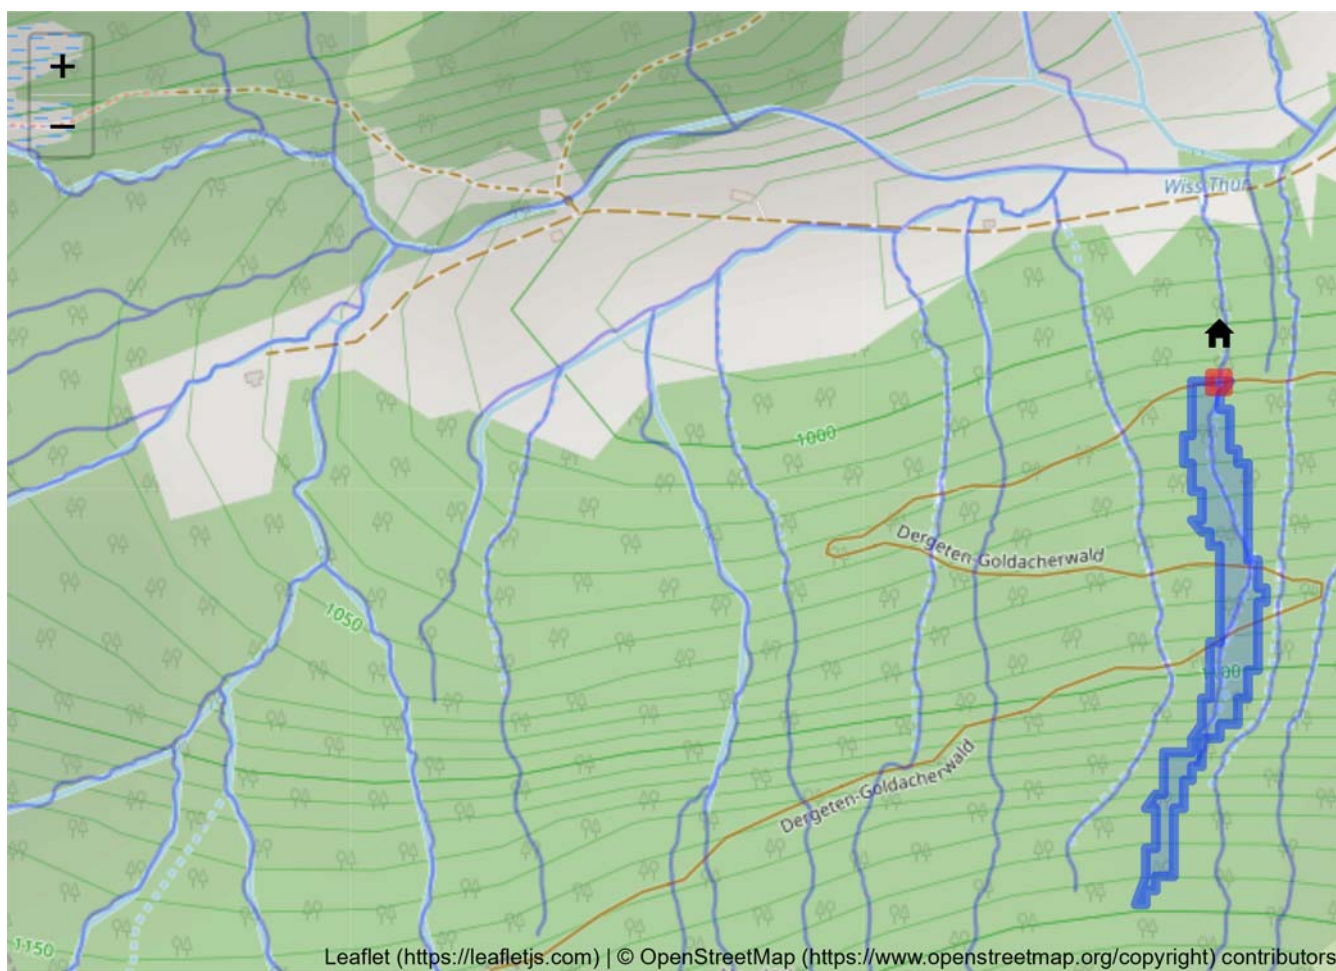 +
−
Wiss Thur
1000
Dergeten-Goldacherwald
1050
1100
Dergeten-Goldacherwald
1150
Leaflet (https://leafletjs.com) | © OpenStreetMap (https://www.openstreetmap.org/copyright) contributors